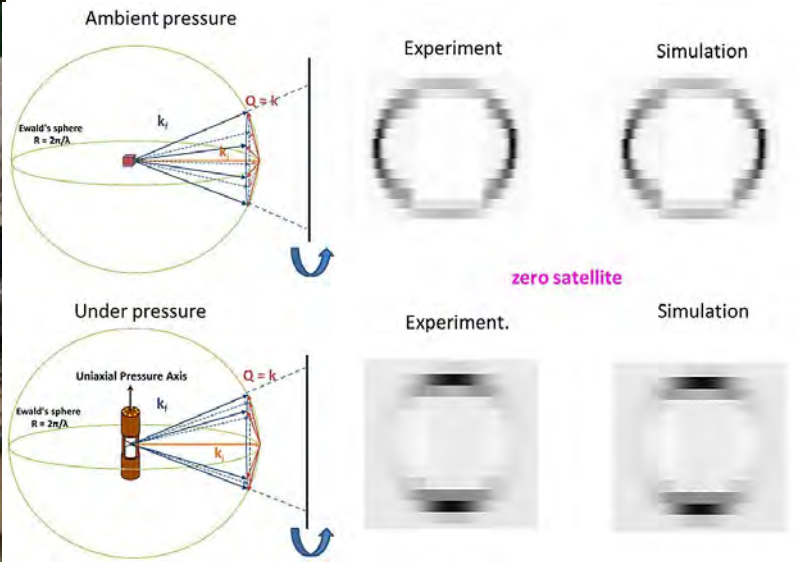 Ambient pressure
Experiment
Simulation
Q = k
k_f
Ewald's sphere
R = 2π/λ
k_i
zero satellite
Under pressure
Experiment.
Simulation
Uniaxial Pressure Axis
Q = k
k_f
Ewald's sphere
R = 2π/λ
k_i